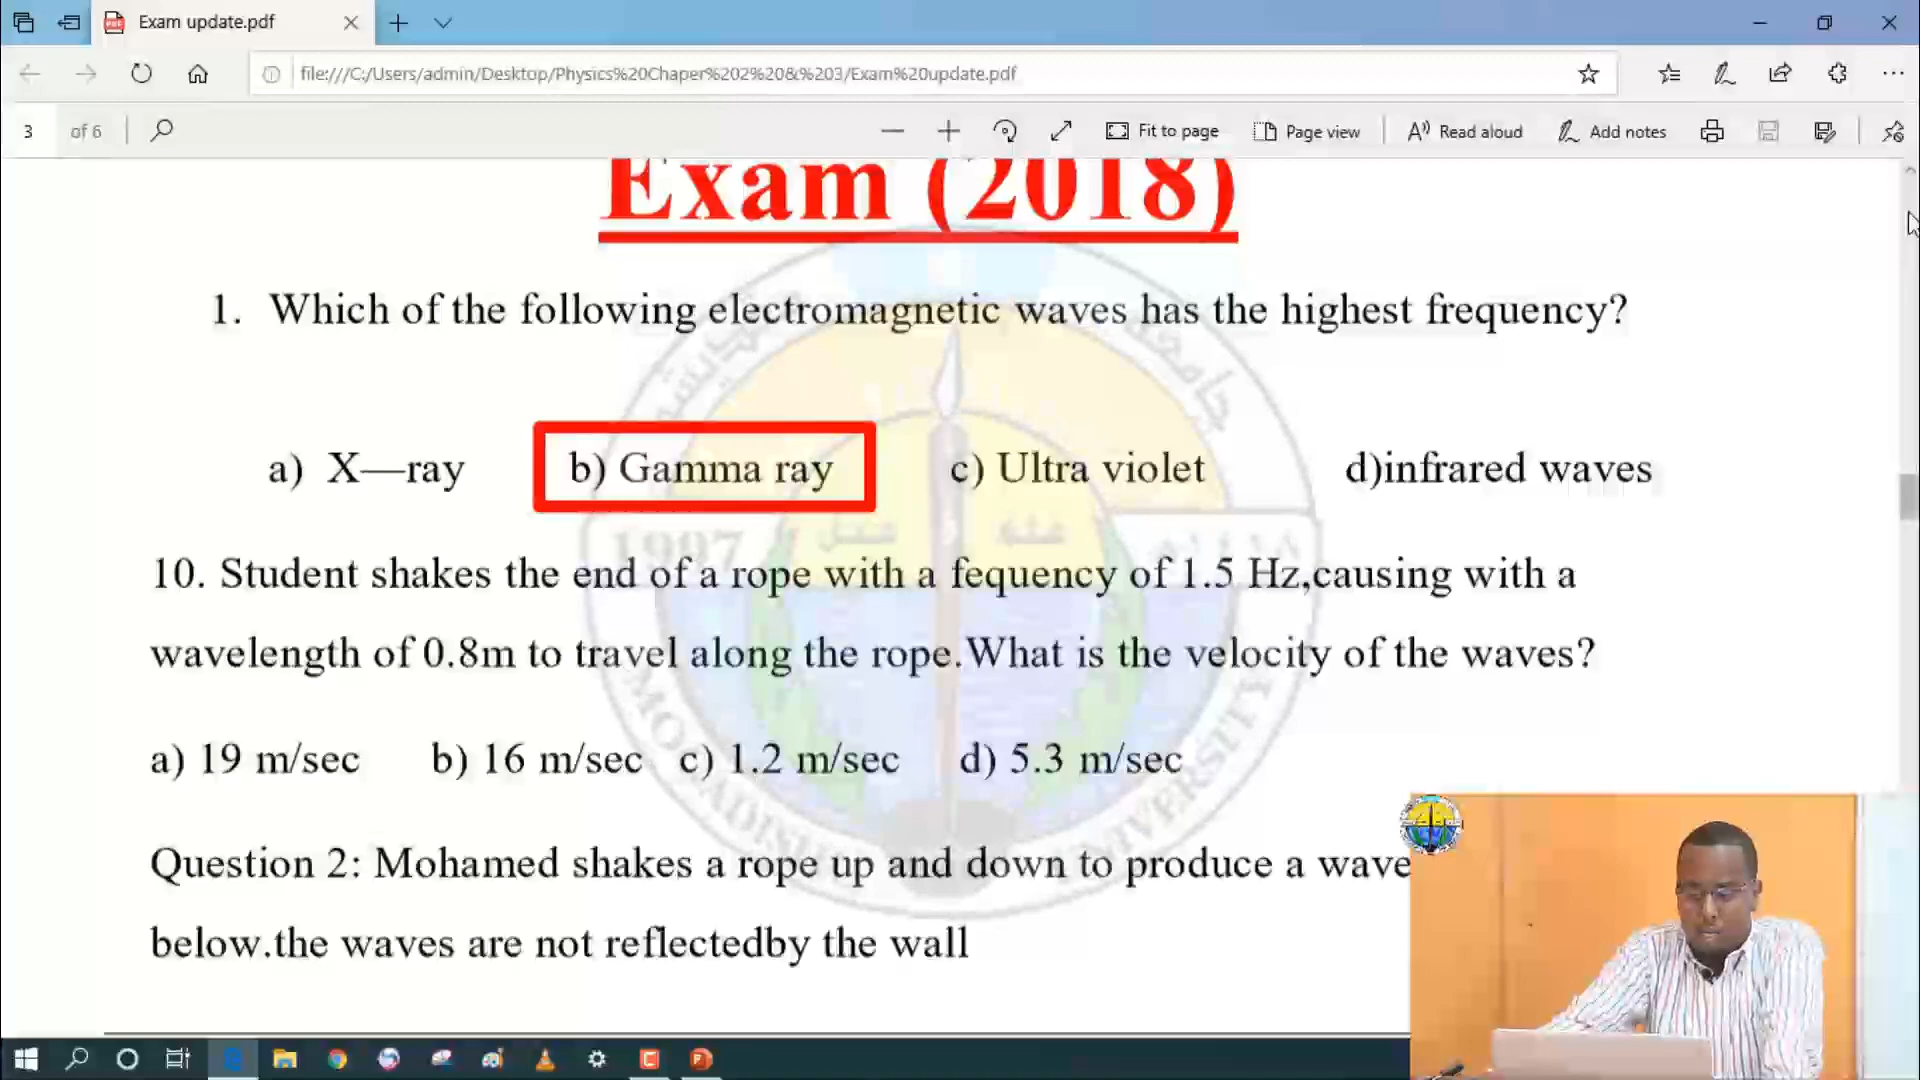 Exam update.pdf
file:///C:/Users/admin/Desktop/Physics%20Chaper%202%20&%203/Exam%20update.pdf
3 of 6
Fit to page
Page view
Read aloud
Add notes
Exam (2018)
1. Which of the following electromagnetic waves has the highest frequency?
a) X—ray b) Gamma ray c) Ultra violet d)infrared waves
10. Student shakes the end of a rope with a fequency of 1.5 Hz,causing with a
wavelength of 0.8m to travel along the rope.What is the velocity of the waves?
a) 19 m/sec b) 16 m/sec c) 1.2 m/sec d) 5.3 m/sec
Question 2: Mohamed shakes a rope up and down to produce a wave
below.the waves are not reflectedby the wall
1997
علم
عمل
MOGADISHU UNIVERSITY